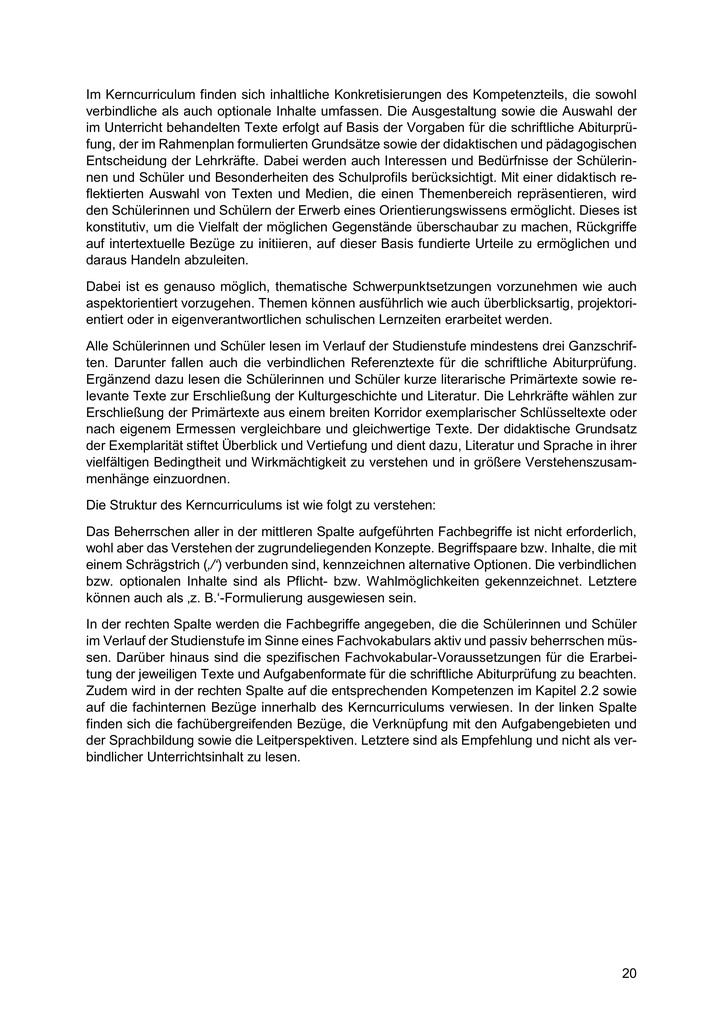 Im Kerncurriculum finden sich inhaltliche Konkretisierungen des Kompetenzteils, die sowohl
verbindliche als auch optionale Inhalte umfassen. Die Ausgestaltung sowie die Auswahl der
im Unterricht behandelten Texte erfolgt auf Basis der Vorgaben für die schriftliche Abiturprü-
fung, der im Rahmenplan formulierten Grundsätze sowie der didaktischen und pädagogischen
Entscheidung der Lehrkräfte. Dabei werden auch Interessen und Bedürfnisse der Schülerin-
nen und Schüler und Besonderheiten des Schulprofils berücksichtigt. Mit einer didaktisch re-
flektierten Auswahl von Texten und Medien, die einen Themenbereich repräsentieren, wird
den Schülerinnen und Schülern der Erwerb eines Orientierungswissens ermöglicht. Dieses ist
konstitutiv, um die Vielfalt der möglichen Gegenstände überschaubar zu machen, Rückgriffe
auf intertextuelle Bezüge zu initiieren, auf dieser Basis fundierte Urteile zu ermöglichen und
daraus Handeln abzuleiten.
Dabei ist es genauso möglich, thematische Schwerpunktsetzungen vorzunehmen wie auch
aspektorientiert vorzugehen. Themen können ausführlich wie auch überblicksartig, projektori-
entiert oder in eigenverantwortlichen schulischen Lernzeiten erarbeitet werden.
Alle Schülerinnen und Schüler lesen im Verlauf der Studienstufe mindestens drei Ganzschrif-
ten. Darunter fallen auch die verbindlichen Referenztexte für die schriftliche Abiturprüfung.
Ergänzend dazu lesen die Schülerinnen und Schüler kurze literarische Primärtexte sowie re-
levante Texte zur Erschließung der Kulturgeschichte und Literatur. Die Lehrkräfte wählen zur
Erschließung der Primärtexte aus einem breiten Korridor exemplarischer Schlüsseltexte oder
nach eigenem Ermessen vergleichbare und gleichwertige Texte. Der didaktische Grundsatz
der Exemplarität stiftet Überblick und Vertiefung und dient dazu, Literatur und Sprache in ihrer
vielfältigen Bedingtheit und Wirkmächtigkeit zu verstehen und in größere Verstehenszusam-
menhänge einzuordnen.
Die Struktur des Kerncurriculums ist wie folgt zu verstehen:
Das Beherrschen aller in der mittleren Spalte aufgeführten Fachbegriffe ist nicht erforderlich,
wohl aber das Verstehen der zugrundeliegenden Konzepte. Begriffspaare bzw. Inhalte, die mit
einem Schrägstrich (‚/‘) verbunden sind, kennzeichnen alternative Optionen. Die verbindlichen
bzw. optionalen Inhalte sind als Pflicht- bzw. Wahlmöglichkeiten gekennzeichnet. Letztere
können auch als ‚z. B.‘-Formulierung ausgewiesen sein.
In der rechten Spalte werden die Fachbegriffe angegeben, die die Schülerinnen und Schüler
im Verlauf der Studienstufe im Sinne eines Fachvokabulars aktiv und passiv beherrschen müs-
sen. Darüber hinaus sind die spezifischen Fachvokabular-Voraussetzungen für die Erarbei-
tung der jeweiligen Texte und Aufgabenformate für die schriftliche Abiturprüfung zu beachten.
Zudem wird in der rechten Spalte auf die entsprechenden Kompetenzen im Kapitel 2.2 sowie
auf die fachinternen Bezüge innerhalb des Kerncurriculums verwiesen. In der linken Spalte
finden sich die fachübergreifenden Bezüge, die Verknüpfung mit den Aufgabengebieten und
der Sprachbildung sowie die Leitperspektiven. Letztere sind als Empfehlung und nicht als ver-
bindlicher Unterrichtsinhalt zu lesen.
20